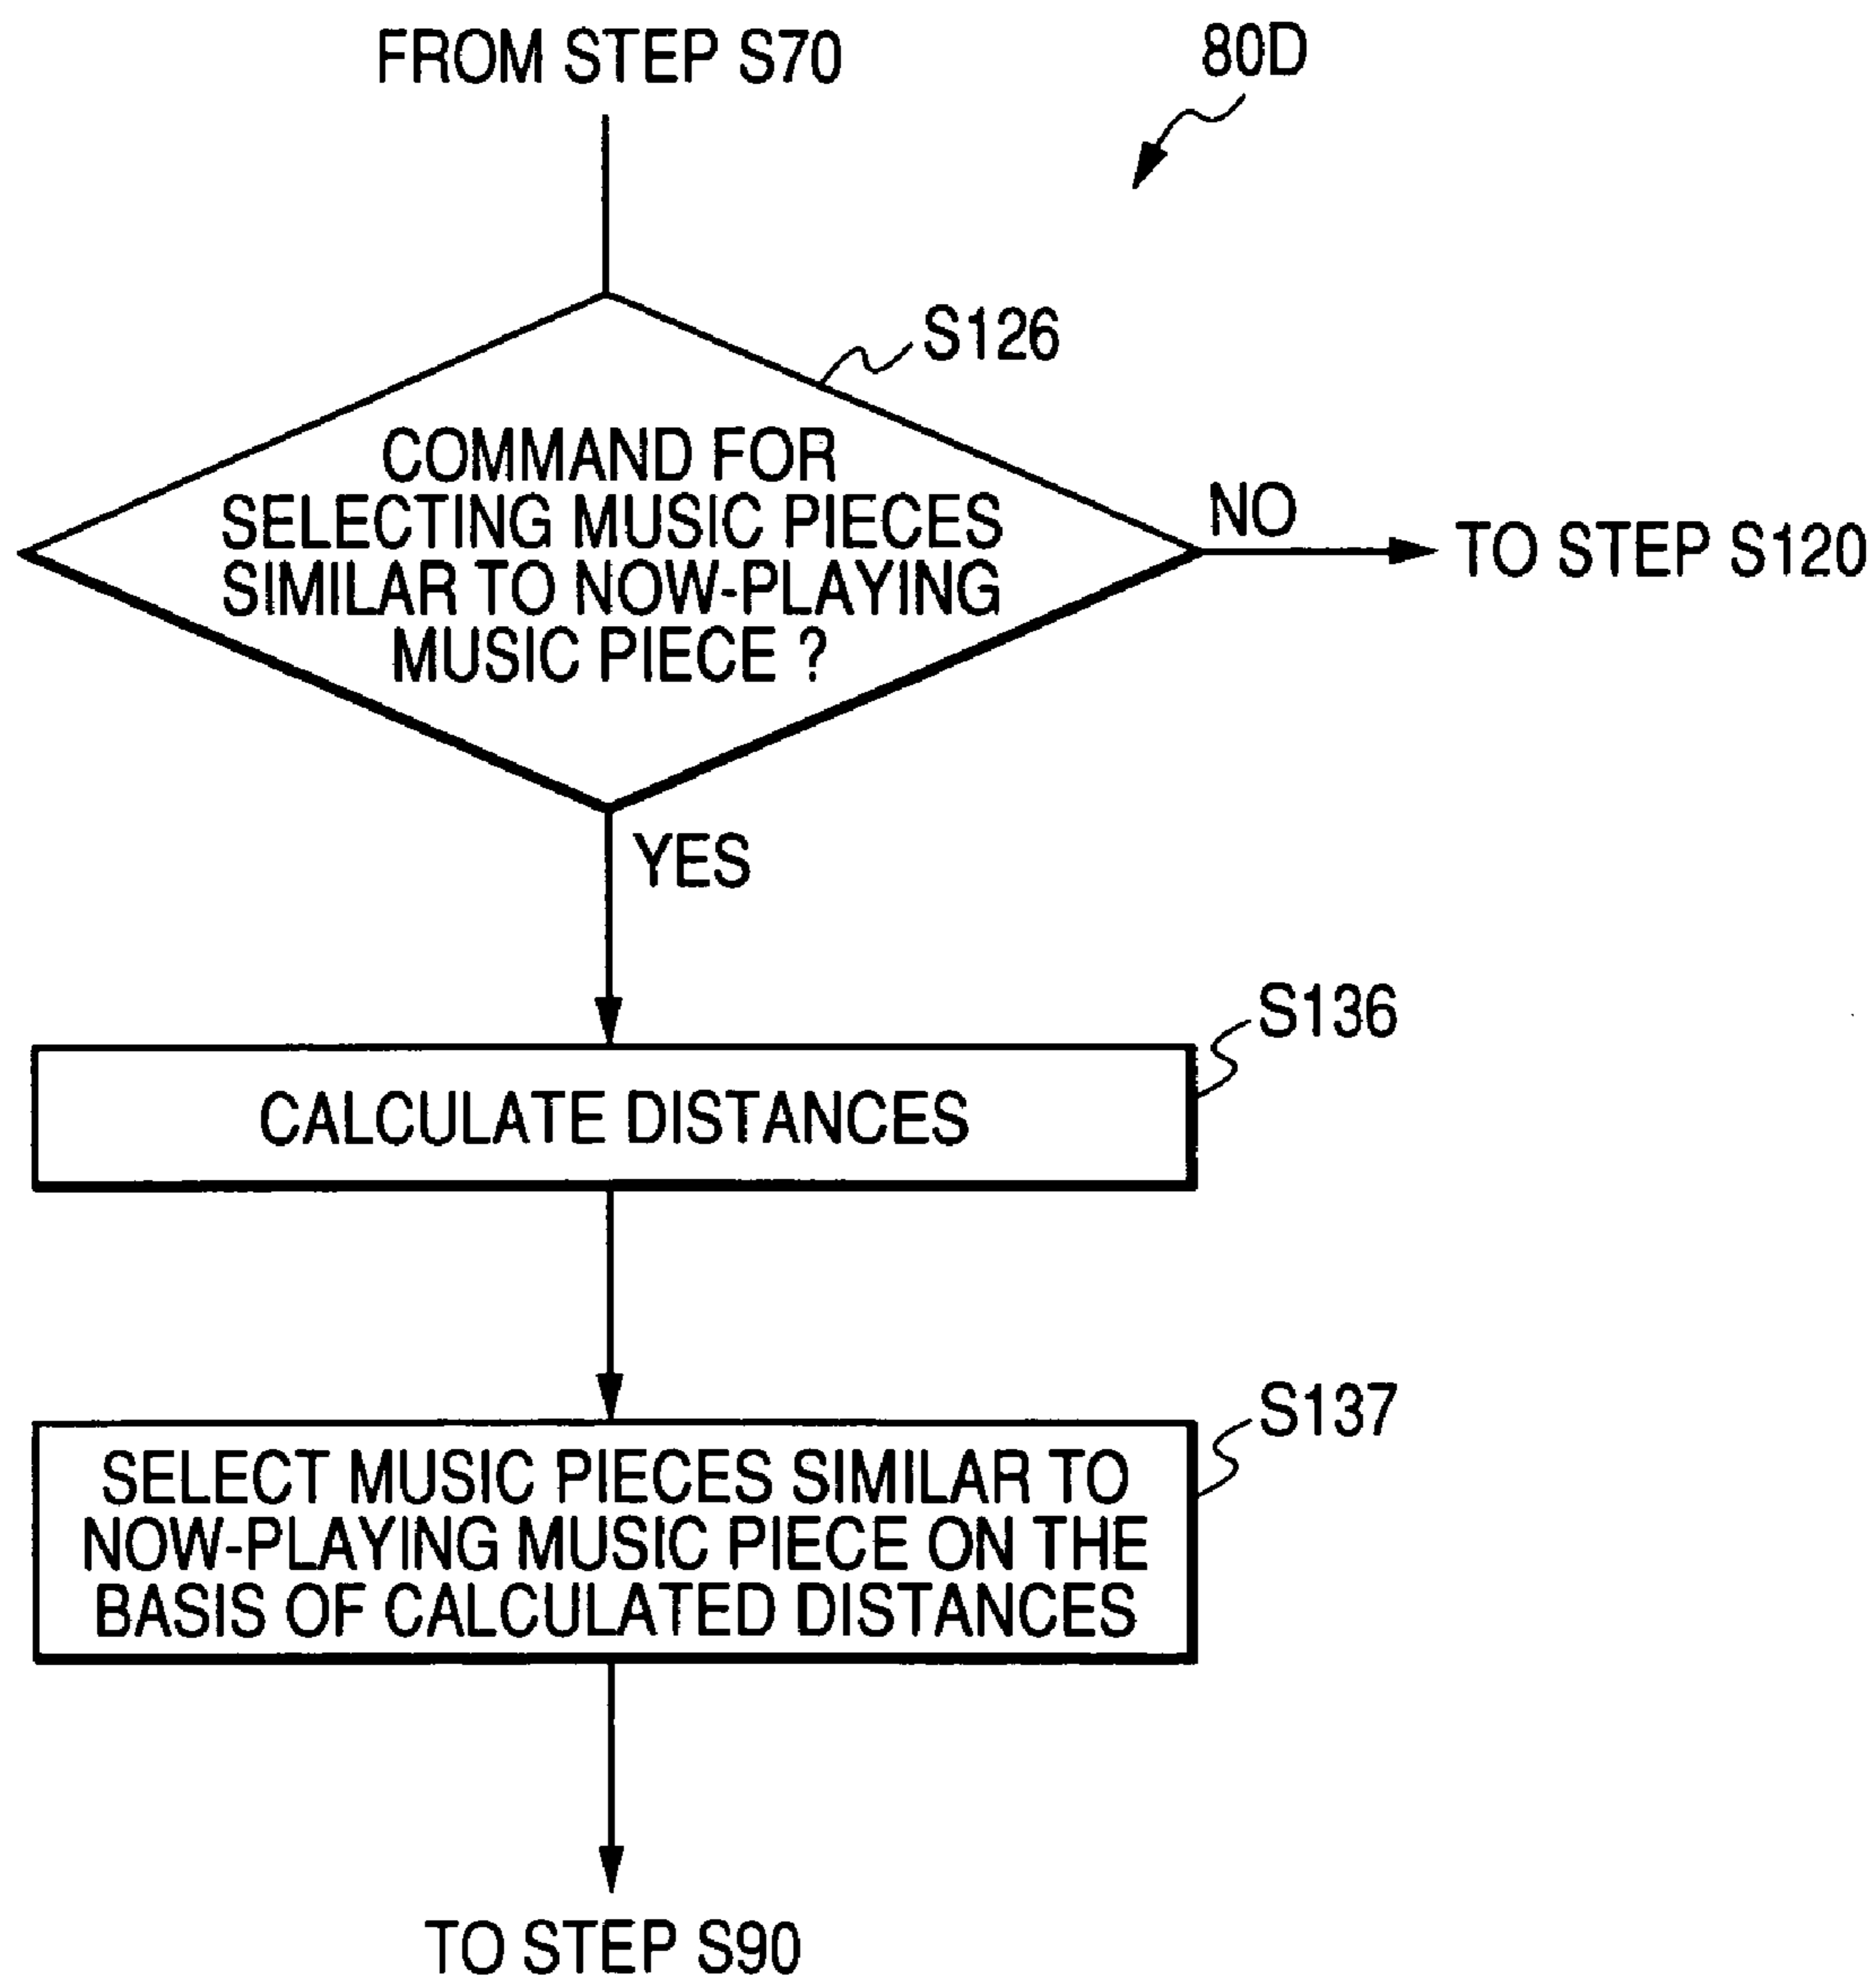 FROM STEP S70
80D
S126
COMMAND FOR
SELECTING MUSIC PIECES
SIMILAR TO NOW-PLAYING
MUSIC PIECE ?
NO
TO STEP S120
YES
S136
CALCULATE DISTANCES
S137
SELECT MUSIC PIECES SIMILAR TO
NOW-PLAYING MUSIC PIECE ON THE
BASIS OF CALCULATED DISTANCES
TO STEP S90